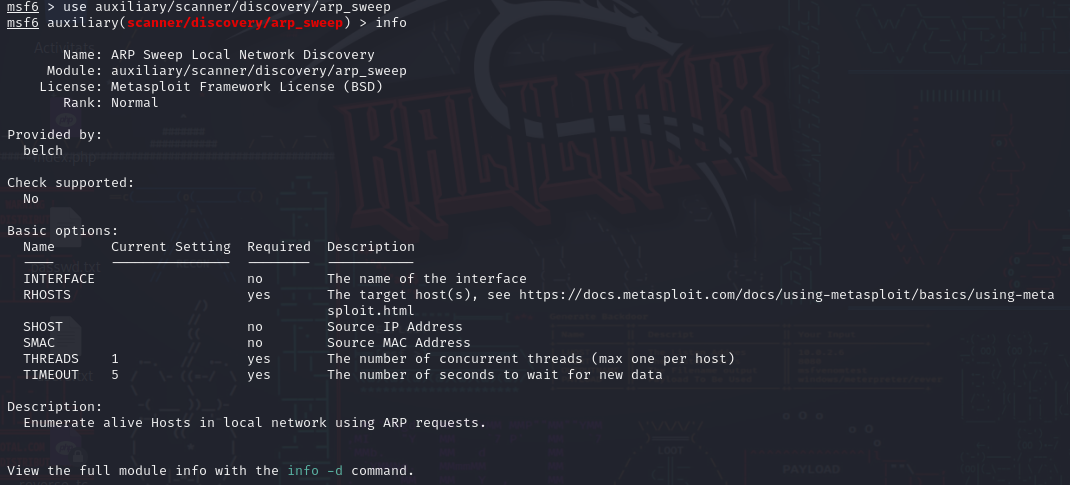 msf6 > use auxiliary/scanner/discovery/arp_sweep
msf6 auxiliary(scanner/discovery/arp_sweep) > info
Name: ARP Sweep Local Network Discovery
Module: auxiliary/scanner/discovery/arp_sweep
License: Metasploit Framework License (BSD)
Rank: Normal
Provided by:
belch
Check supported:
No
Basic options:
Name Current Setting Required Description
INTERFACE no The name of the interface
RHOSTS yes The target host(s), see https://docs.metasploit.com/docs/using-metasploit/basics/using-meta
sploit.html
SHOST no Source IP Address
SMAC no Source MAC Address
THREADS 1 yes The number of concurrent threads (max one per host)
TIMEOUT 5 yes The number of seconds to wait for new data
Description:
Enumerate alive Hosts in local network using ARP requests.
View the full module info with the info -d command.
KALI LINUX
PAYLOAD
LOOT